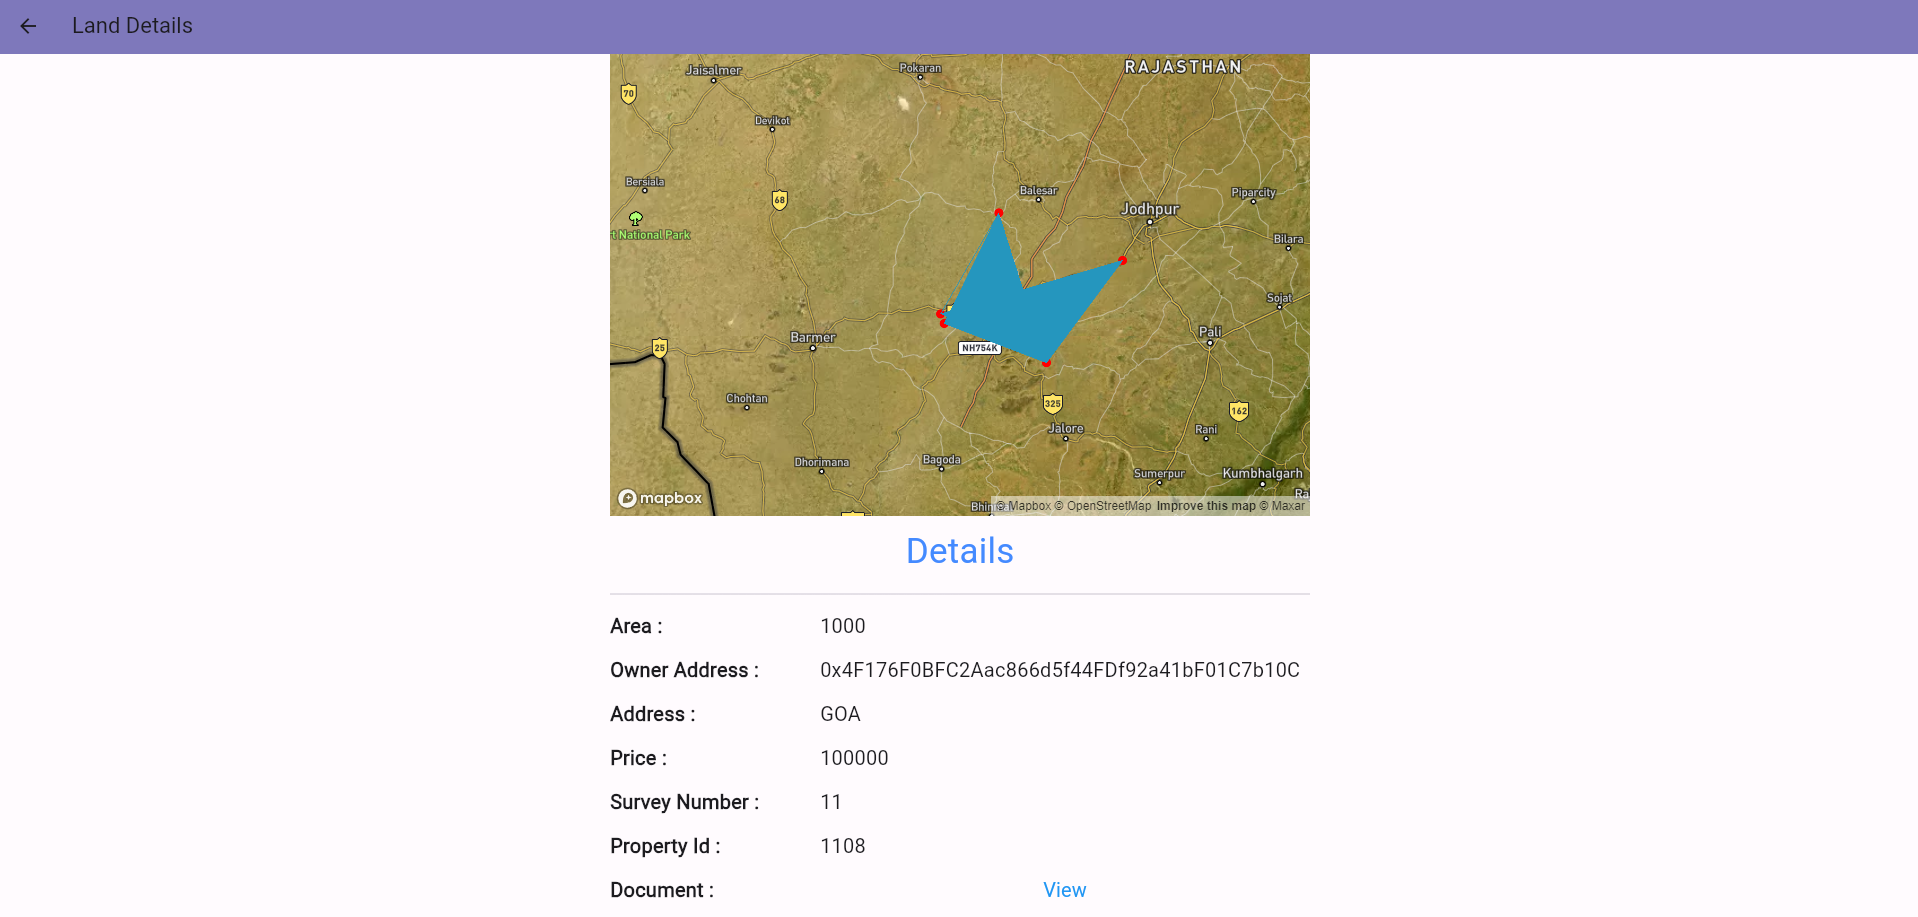 Land Details
RAJASTHAN
Pokaran
Jaisalmer
70
Devikot
Bersiala
68
Balesar
Piparcity
Jodhpur
t National Park
Bilara
Sojat
Pali
Barmer
25
NH754K
Chohtan
325
162
Jalore
Rani
Dhorimana
Bagoda
Sumerpur
Kumbhalgarh
mapbox
© Mapbox © OpenStreetMap Improve this map © Maxar
Details
Area : 1000
Owner Address : 0x4F176F0BFC2Aac866d5f44FDf92a41bF01C7b10C
Address : GOA
Price : 100000
Survey Number : 11
Property Id : 1108
Document : View